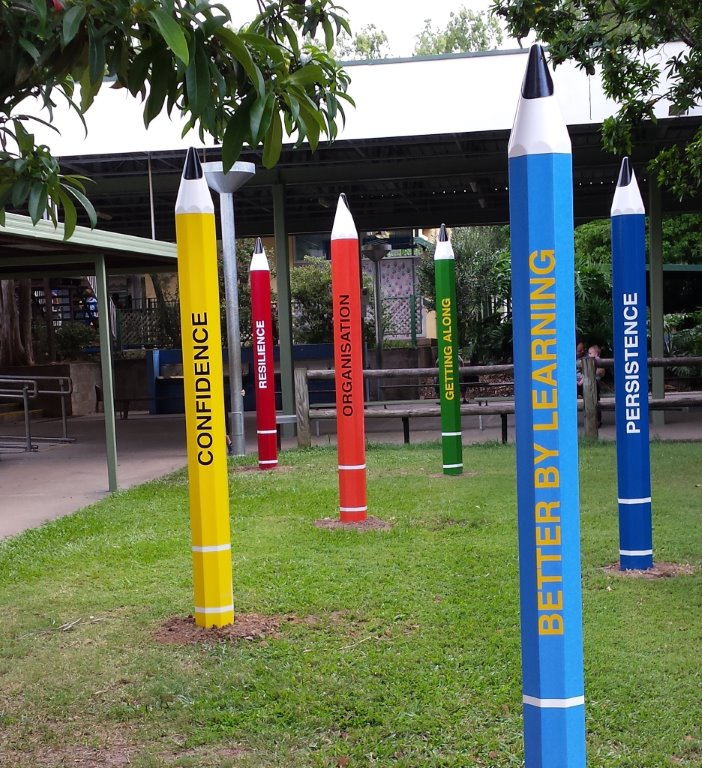 CONFIDENCE
RESILIENCE
ORGANISATION
GETTING ALONG
BETTER BY LEARNING
PERSISTENCE